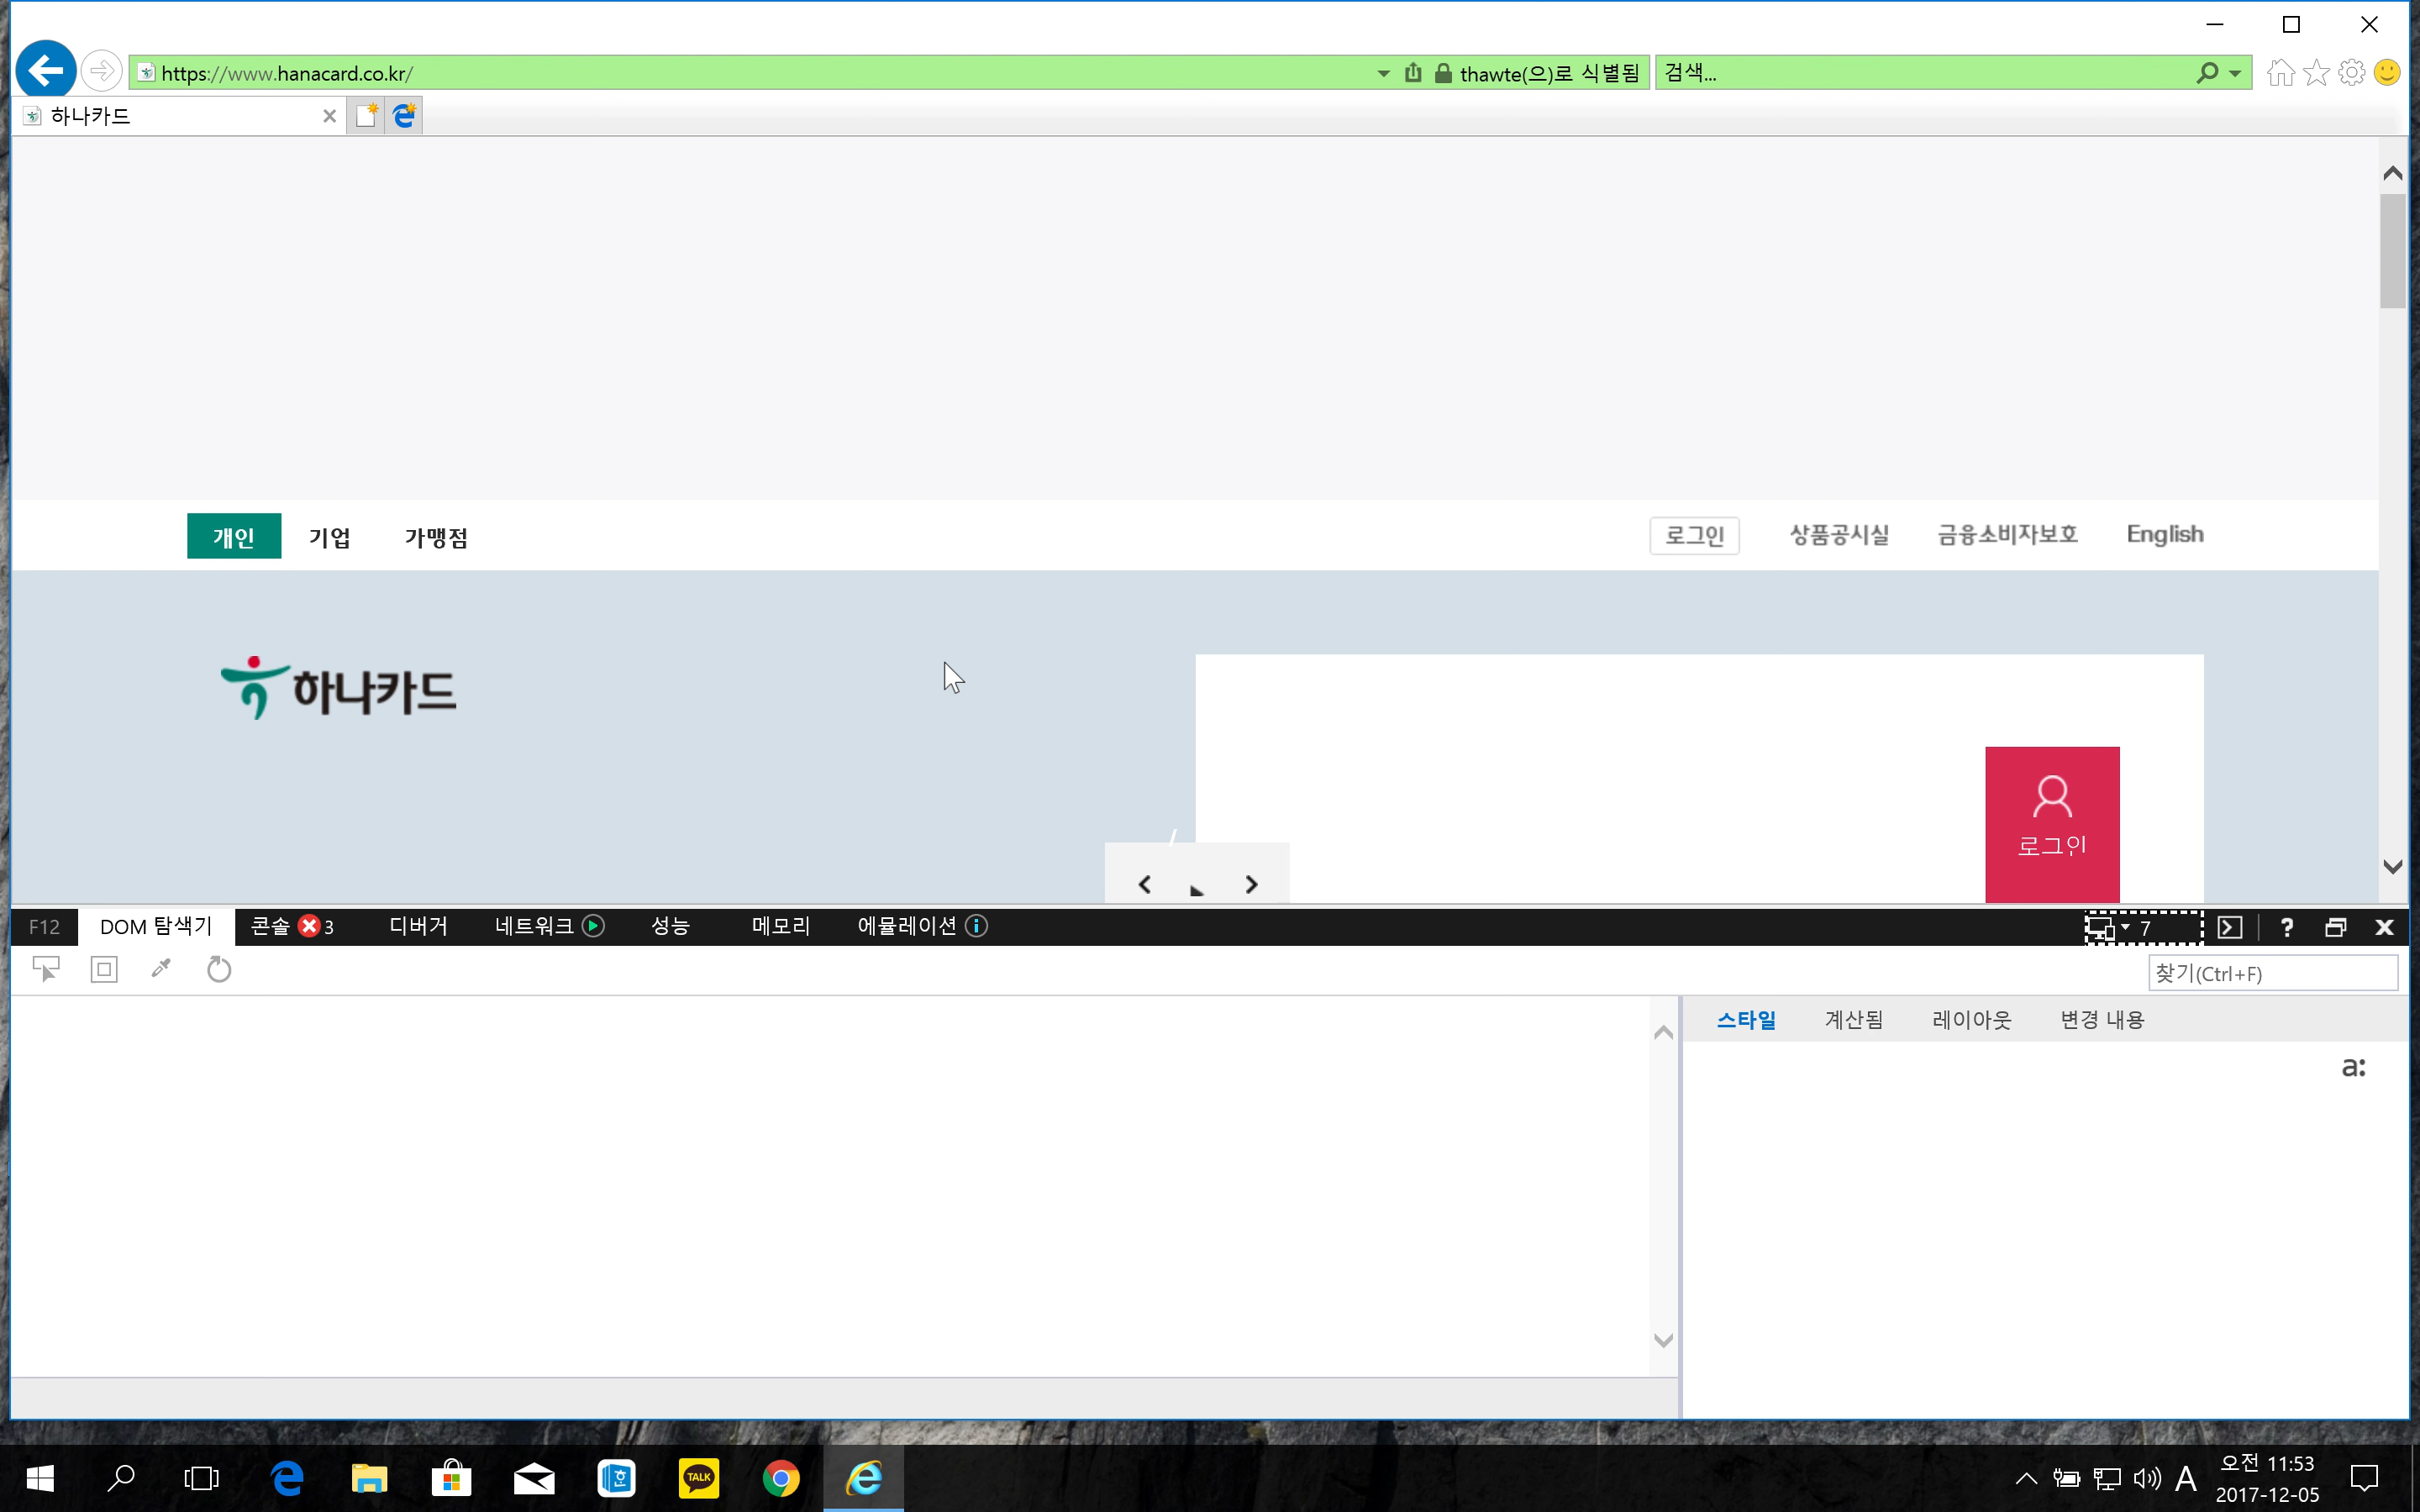 https://www.hanacard.co.kr/
thawte(으)로 식별됨
검색...
하나카드
개인
기업
가맹점
로그인
상품공시실
금융소비자보호
English
하나카드
로그인
/
F12
DOM 탐색기
콘솔
3
디버거
네트워크
성능
메모리
에뮬레이션
7
?
찾기(Ctrl+F)
스타일
계산됨
레이아웃
변경 내용
a:
TALK
A
오전 11:53
2017-12-05